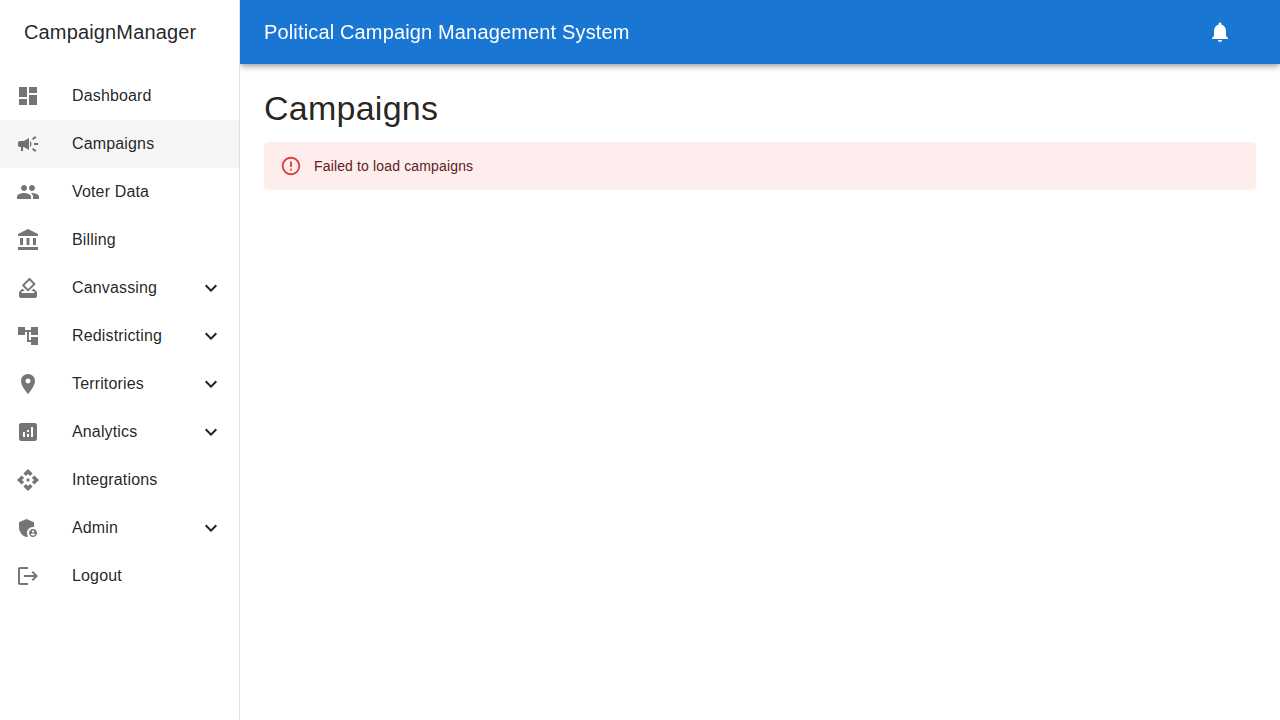 CampaignManager
Political Campaign Management System
Dashboard
Campaigns
Voter Data
Billing
Canvassing
Redistricting
Territories
Analytics
Integrations
Admin
Logout
Campaigns
Failed to load campaigns